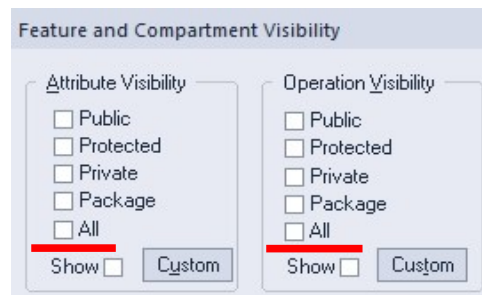 Feature and Compartment Visibility
Attribute Visibility
Public
Protected
Private
Package
All
Show
Custom
Operation Visibility
Public
Protected
Private
Package
All
Show
Custom